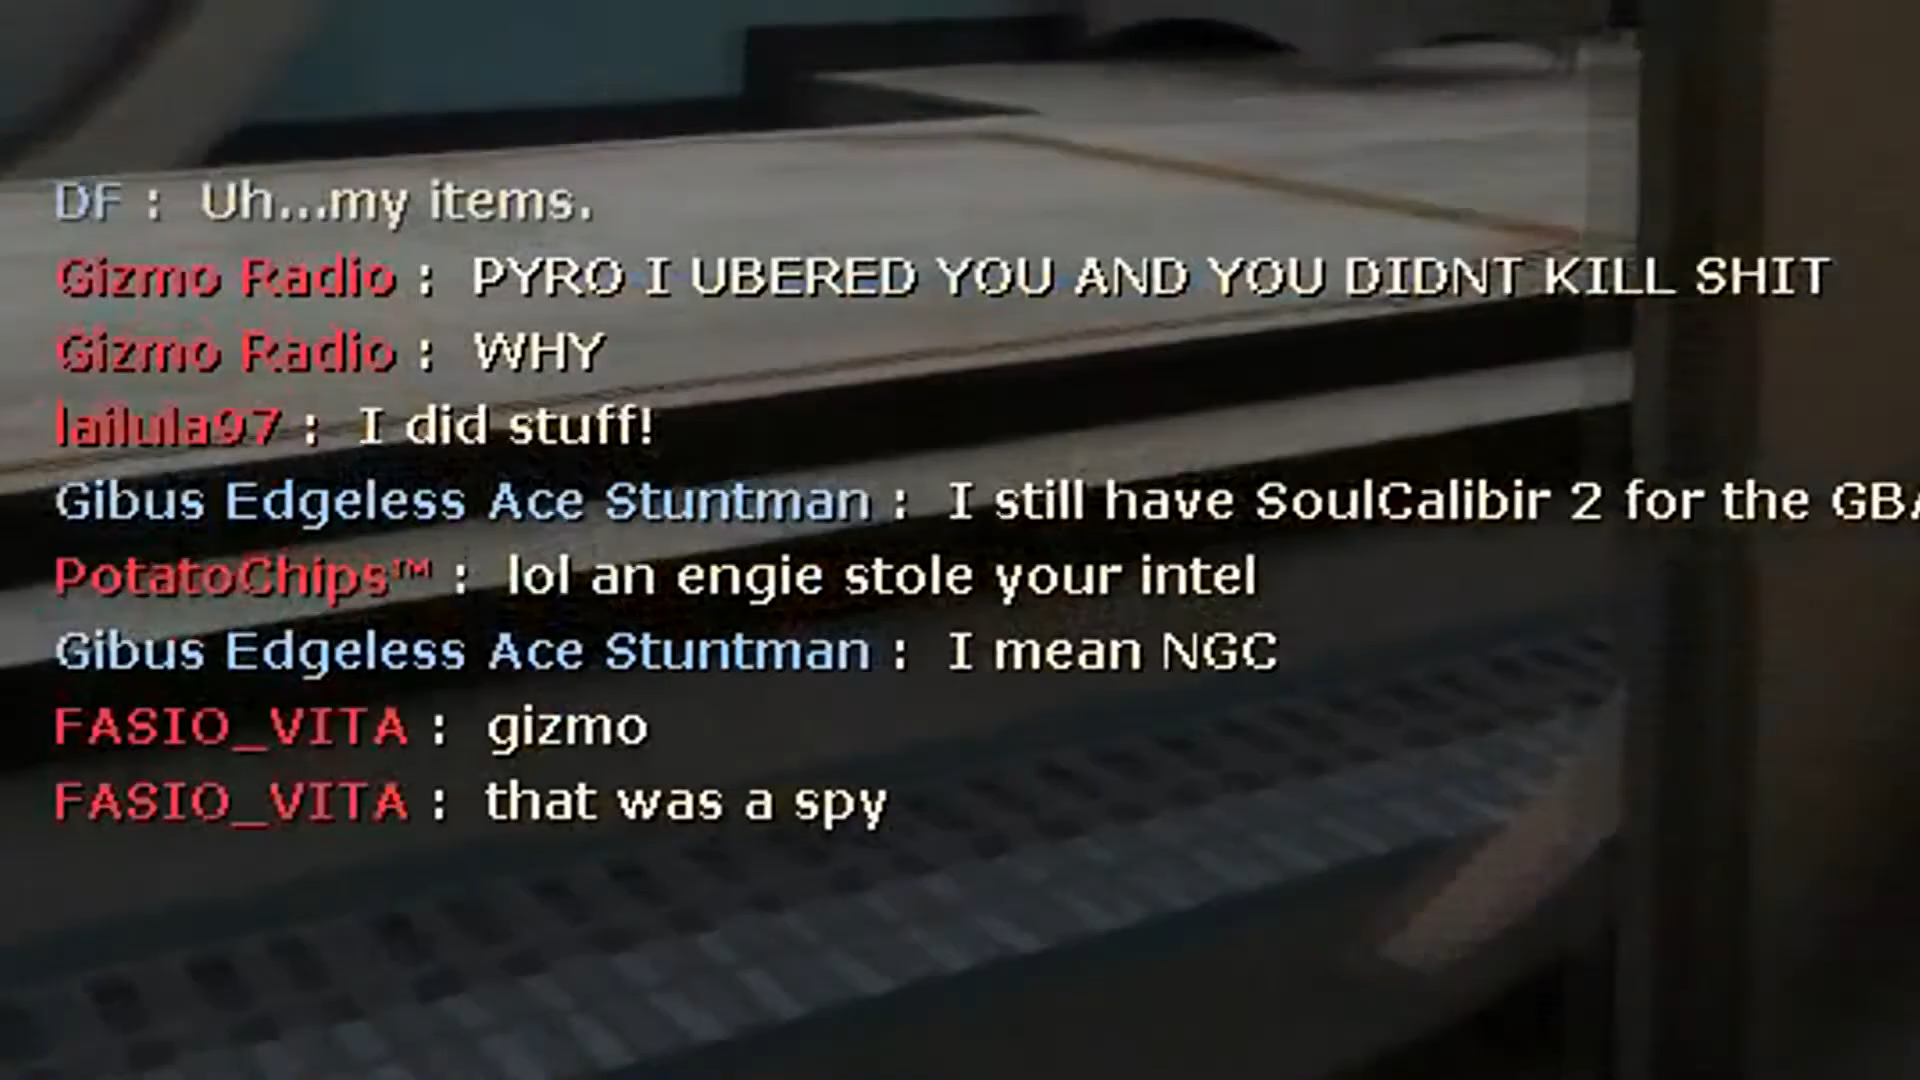 DF :  Uh...my items.
Gizmo Radio :  PYRO I UBERED YOU AND YOU DIDNT KILL SHIT
Gizmo Radio :  WHY
lailula97 :  I did stuff!
Gibus Edgeless Ace Stuntman :  I still have SoulCalibir 2 for the GBA
PotatoChips™ :  lol an engie stole your intel
Gibus Edgeless Ace Stuntman :  I mean NGC
FASIO_VITA :  gizmo
FASIO_VITA :  that was a spy